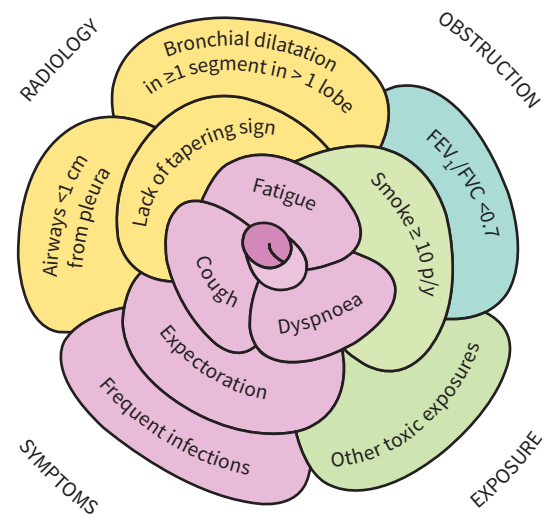 RADIOLOGY
OBSTRUCTION
Bronchial dilatation
in ≥1 segment in > 1 lobe
Lack of tapering sign
Airways <1 cm
from pleura
FEV₁/FVC <0.7
Smoke ≥ 10 p/y
Fatigue
Cough
Dyspnoea
Expectoration
Frequent infections
Other toxic exposures
SYMPTOMS
EXPOSURE